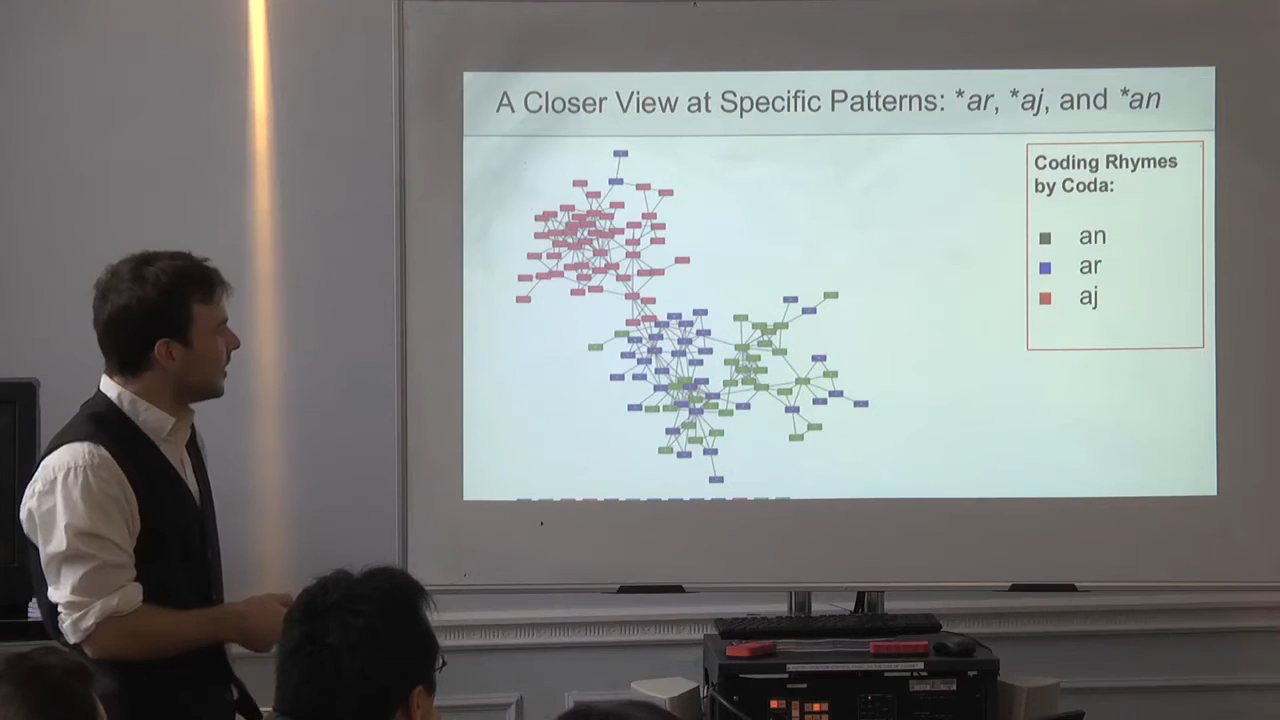 A Closer View at Specific Patterns: *ar, *aj, and *an
Coding Rhymes
by Coda:
an
ar
aj